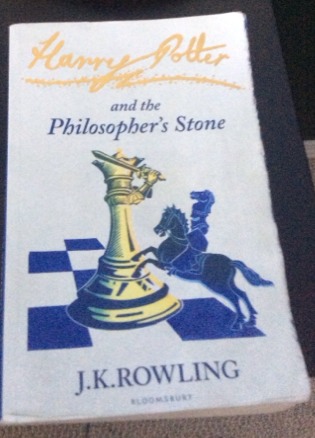 Harry Potter
and the
Philosopher's Stone
J.K.ROWLING
BLOOMSBURY